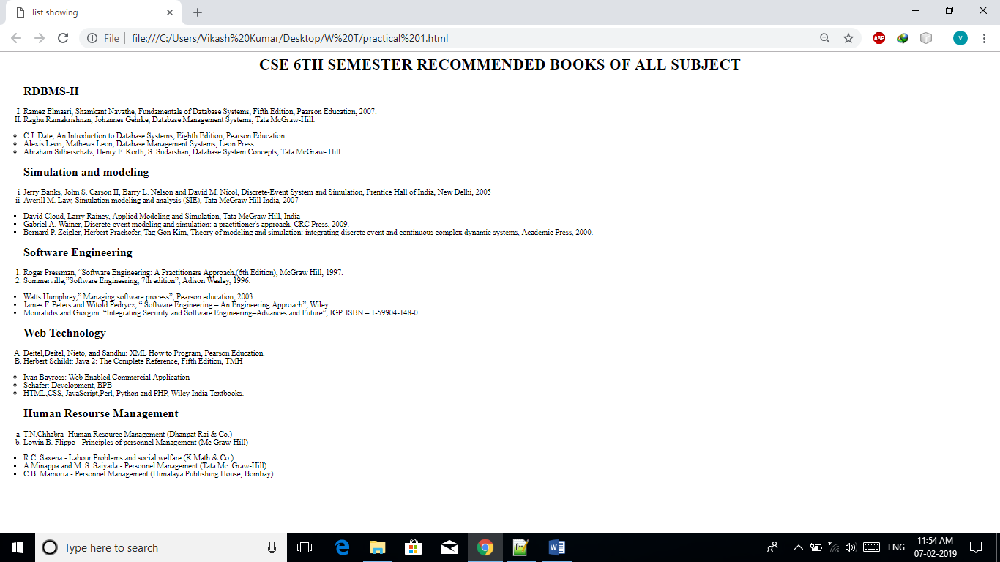 list showing
File
file:///C:/Users/Vikash%20Kumar/Desktop/W%20T/practical%201.html
ABP
V
CSE 6TH SEMESTER RECOMMENDED BOOKS OF ALL SUBJECT
RDBMS-II
I. Ramez Elmasri, Shamkant Navathe, Fundamentals of Database Systems, Fifth Edition, Pearson Education, 2007.
II. Raghu Ramakrishnan, Johannes Gehrke, Database Management Systems, Tata McGraw-Hill.
C.J. Date, An Introduction to Database Systems, Eighth Edition, Pearson Education
Alexis Leon, Mathews Leon, Database Management Systems, Leon Press.
Abraham Silberschatz, Henry F. Korth, S. Sudarshan, Database System Concepts, Tata McGraw- Hill.
Simulation and modeling
i. Jerry Banks, John S. Carson II, Barry L. Nelson and David M. Nicol, Discrete-Event System and Simulation, Prentice Hall of India, New Delhi, 2005
ii. Averill M. Law, Simulation modeling and analysis (SIE), Tata McGraw Hill India, 2007
David Cloud, Larry Rainey, Applied Modeling and Simulation, Tata McGraw Hill, India
Gabriel A. Wainer, Discrete-event modeling and simulation: a practitioner's approach, CRC Press, 2009.
Bernard P. Zeigler, Herbert Praehofer, Tag Gon Kim, Theory of modeling and simulation: integrating discrete event and continuous complex dynamic systems, Academic Press, 2000.
Software Engineering
1. Roger Pressman, “Software Engineering: A Practitioners Approach,(6th Edition), McGraw Hill, 1997.
2. Sommerville,”Software Engineering, 7th edition”, Adison Wesley, 1996.
Watts Humphrey,” Managing software process”, Pearson education, 2003.
James F. Peters and Witold Pedrycz, “ Software Engineering – An Engineering Approach”, Wiley.
Mouratidis and Giorgini. “Integrating Security and Software Engineering–Advances and Future”, IGP. ISBN – 1-59904-148-0.
Web Technology
A. Deitel,Deitel, Nieto, and Sandhu: XML How to Program, Pearson Education.
B. Herbert Schildt: Java 2: The Complete Reference, Fifth Edition, TMH
Ivan Bayross: Web Enabled Commercial Application
Schafer: Development, BPB
HTML,CSS, JavaScript,Perl, Python and PHP, Wiley India Textbooks.
Human Resourse Management
a. T.N.Chhabra- Human Resource Management (Dhanpat Rai & Co.)
b. Lowin B. Flippo - Principles of personnel Management (Mc Graw-Hill)
R.C. Saxena - Labour Problems and social welfare (K.Math & Co.)
A Minappa and M. S. Saiyada - Personnel Management (Tata Mc. Graw-Hill)
C.B. Mamoria - Personnel Management (Himalaya Publishing House, Bombay)
Type here to search
ENG
11:54 AM
07-02-2019